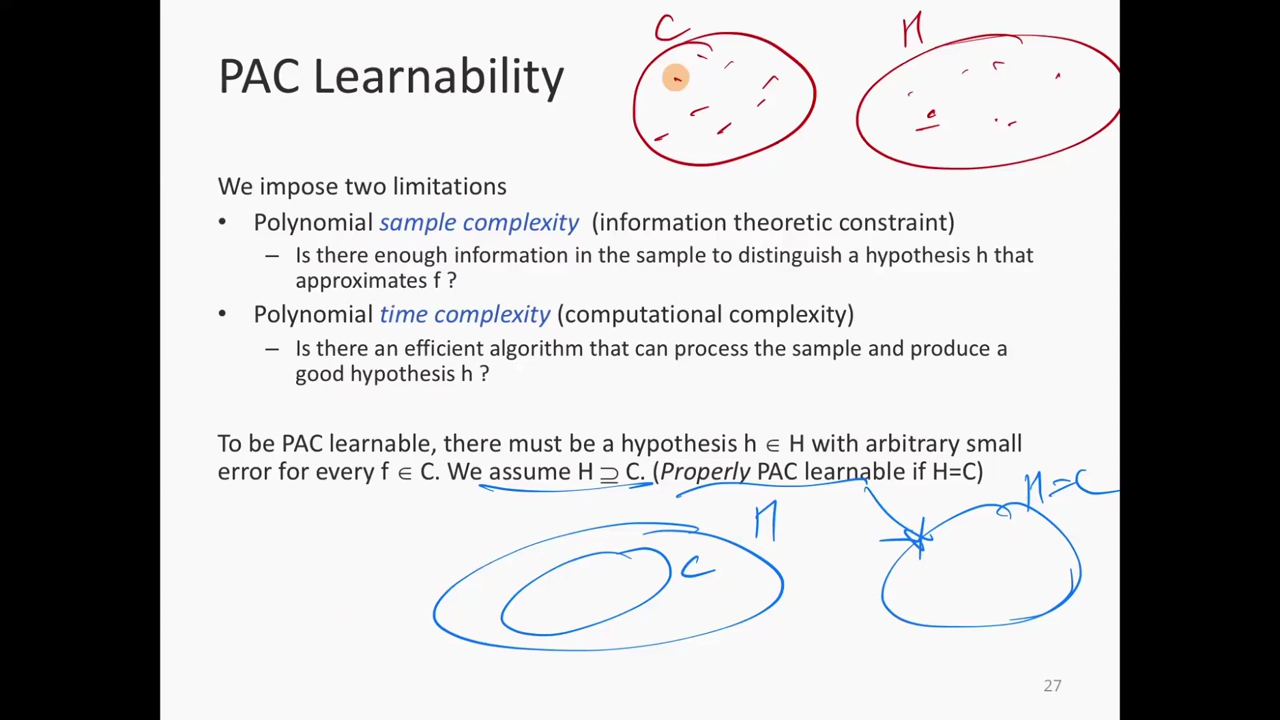 C
H
PAC Learnability
We impose two limitations
• Polynomial sample complexity (information theoretic constraint)
– Is there enough information in the sample to distinguish a hypothesis h that
approximates f ?
• Polynomial time complexity (computational complexity)
– Is there an efficient algorithm that can process the sample and produce a
good hypothesis h ?
To be PAC learnable, there must be a hypothesis h ∈ H with arbitrary small
error for every f ∈ C. We assume H ⊇ C. (Properly PAC learnable if H=C)
H=C
H
C
27